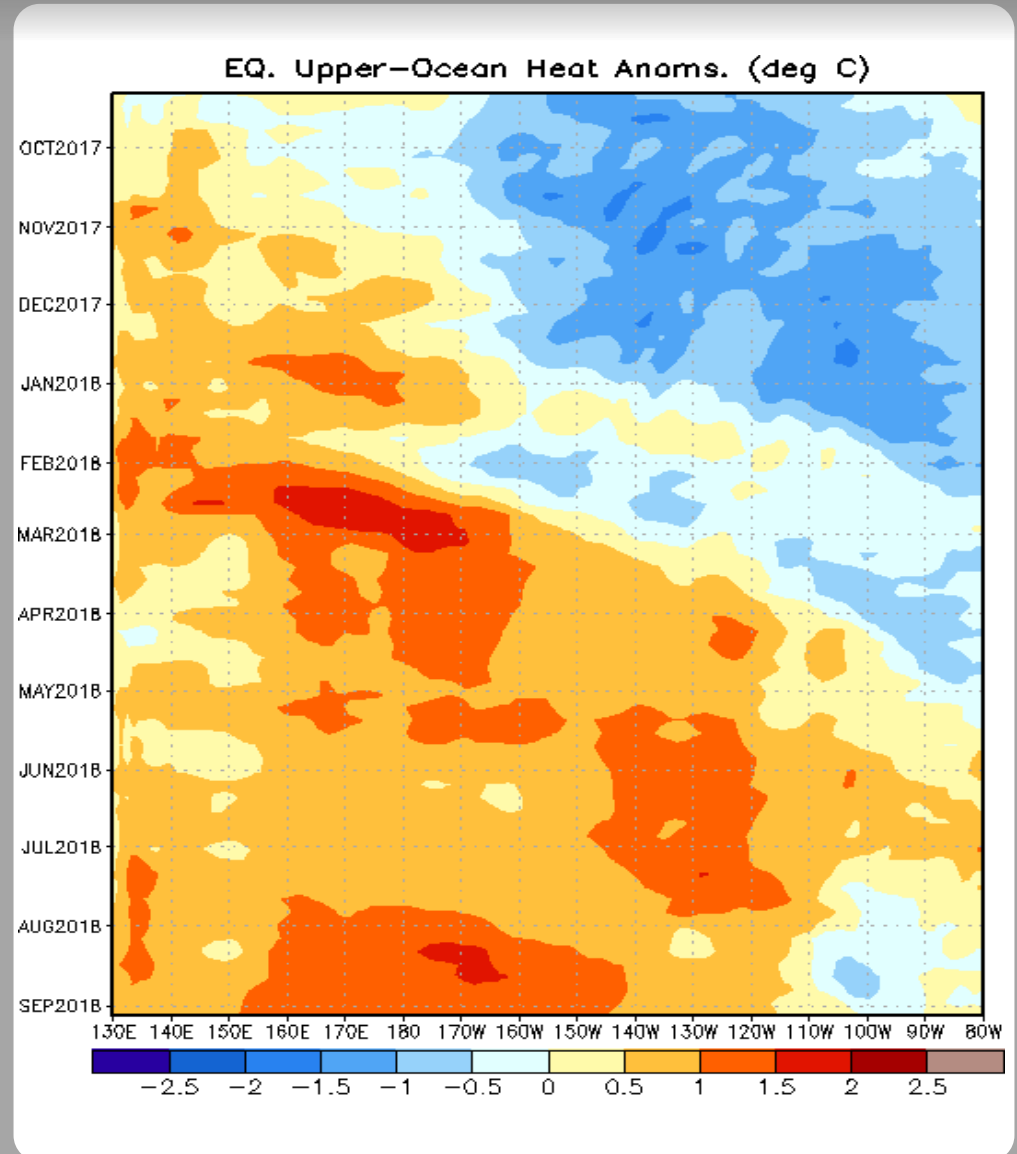 EQ. Upper-Ocean Heat Anoms. (deg C)
OCT2017
NOV2017
DEC2017
JAN2018
FEB2018
MAR2018
APR2018
MAY2018
JUN2018
JUL2018
AUG2018
SEP2018
130E 140E 150E 160E 170E 180 170W 160W 150W 140W 130W 120W 110W 100W 90W 80W
-2.5 -2 -1.5 -1 -0.5 0 0.5 1 1.5 2 2.5